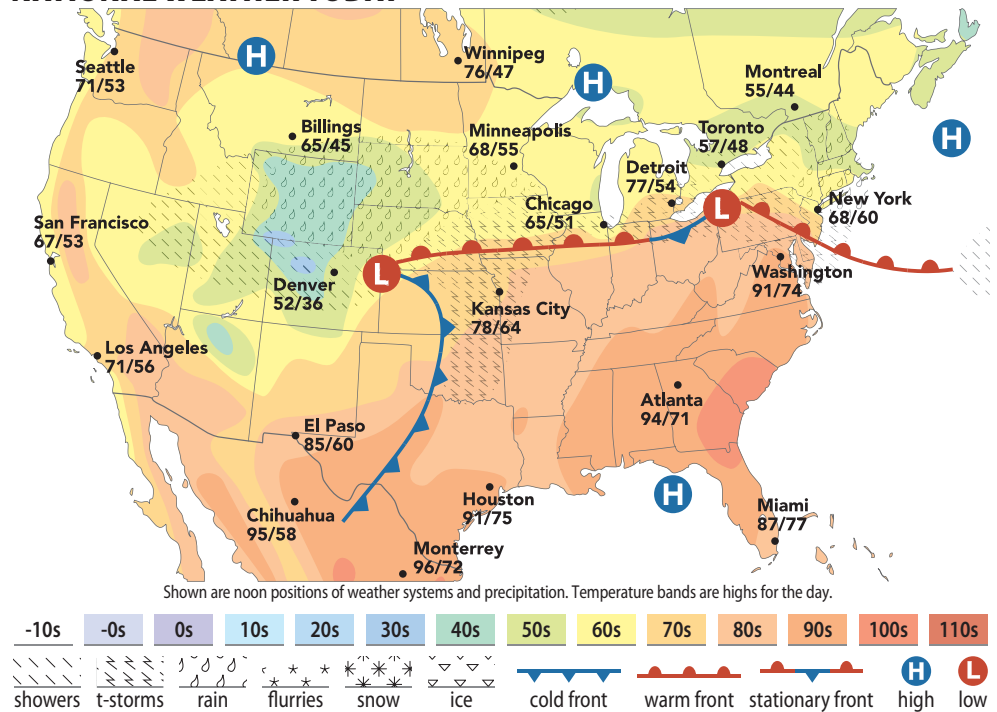 Winnipeg
76/47
Seattle
71/53
H
H
Montreal
55/44
Billings
65/45
Minneapolis
68/55
Toronto
57/48
H
Detroit
77/54
Chicago
65/51
L
New York
68/60
San Francisco
67/53
Denver
52/36
L
Washington
91/74
Kansas City
78/64
Los Angeles
71/56
Atlanta
94/71
El Paso
85/60
H
Houston
91/75
Miami
87/77
Chihuahua
95/58
Monterrey
96/72
Shown are noon positions of weather systems and precipitation. Temperature bands are highs for the day.
-10s -0s 0s 10s 20s 30s 40s 50s 60s 70s 80s 90s 100s 110s
H L
showers t-storms rain flurries snow ice cold front warm front stationary front high low